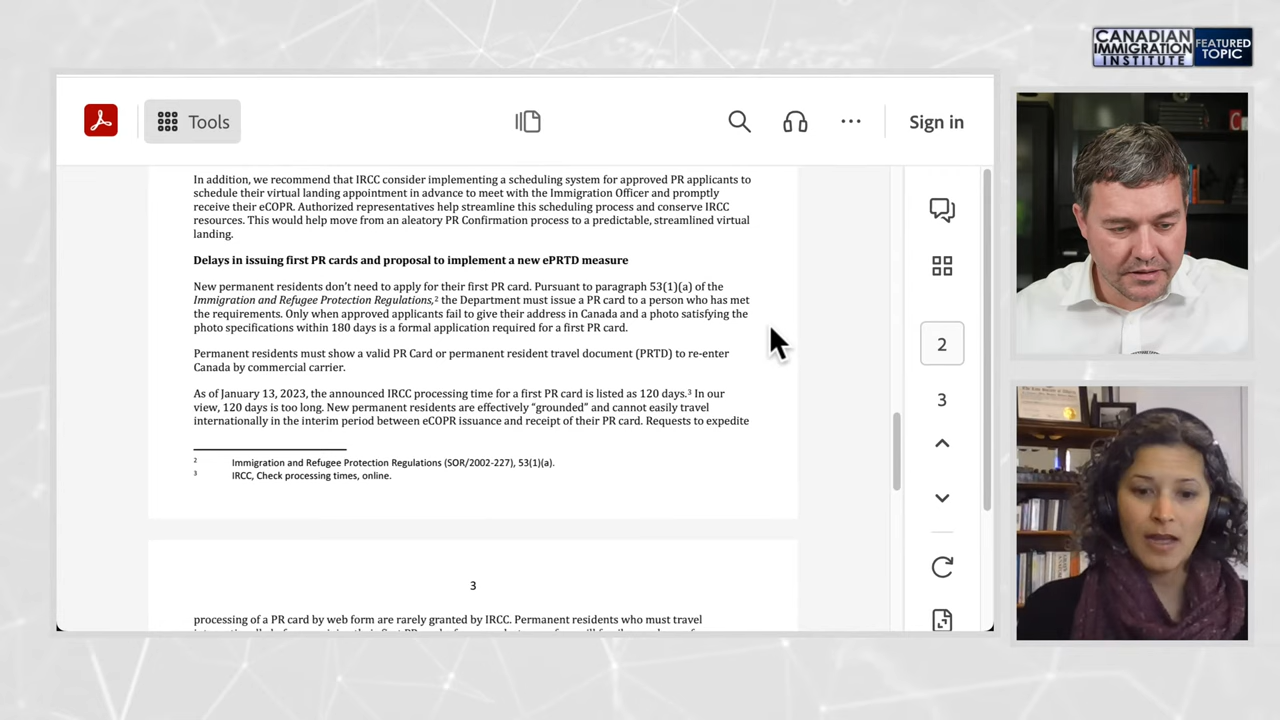 CANADIAN
IMMIGRATION
INSTITUTE
FEATURED
TOPIC
Tools
Sign in
In addition, we recommend that IRCC consider implementing a scheduling system for approved PR applicants to
schedule their virtual landing appointment in advance to meet with the Immigration Officer and promptly
receive their eCOPR. Authorized representatives help streamline this scheduling process and conserve IRCC
resources. This would help move from an aleatory PR Confirmation process to a predictable, streamlined virtual
landing.
Delays in issuing first PR cards and proposal to implement a new ePRTD measure
New permanent residents don't need to apply for their first PR card. Pursuant to paragraph 53(1)(a) of the
Immigration and Refugee Protection Regulations,2 the Department must issue a PR card to a person who has met
the requirements. Only when approved applicants fail to give their address in Canada and a photo satisfying the
photo specifications within 180 days is a formal application required for a first PR card.
Permanent residents must show a valid PR Card or permanent resident travel document (PRTD) to re-enter
Canada by commercial carrier.
As of January 13, 2023, the announced IRCC processing time for a first PR card is listed as 120 days.3 In our
view, 120 days is too long. New permanent residents are effectively "grounded" and cannot easily travel
internationally in the interim period between eCOPR issuance and receipt of their PR card. Requests to expedite
2 Immigration and Refugee Protection Regulations (SOR/2002-227), 53(1)(a).
3 IRCC, Check processing times, online.
3
processing of a PR card by web form are rarely granted by IRCC. Permanent residents who must travel
2
3